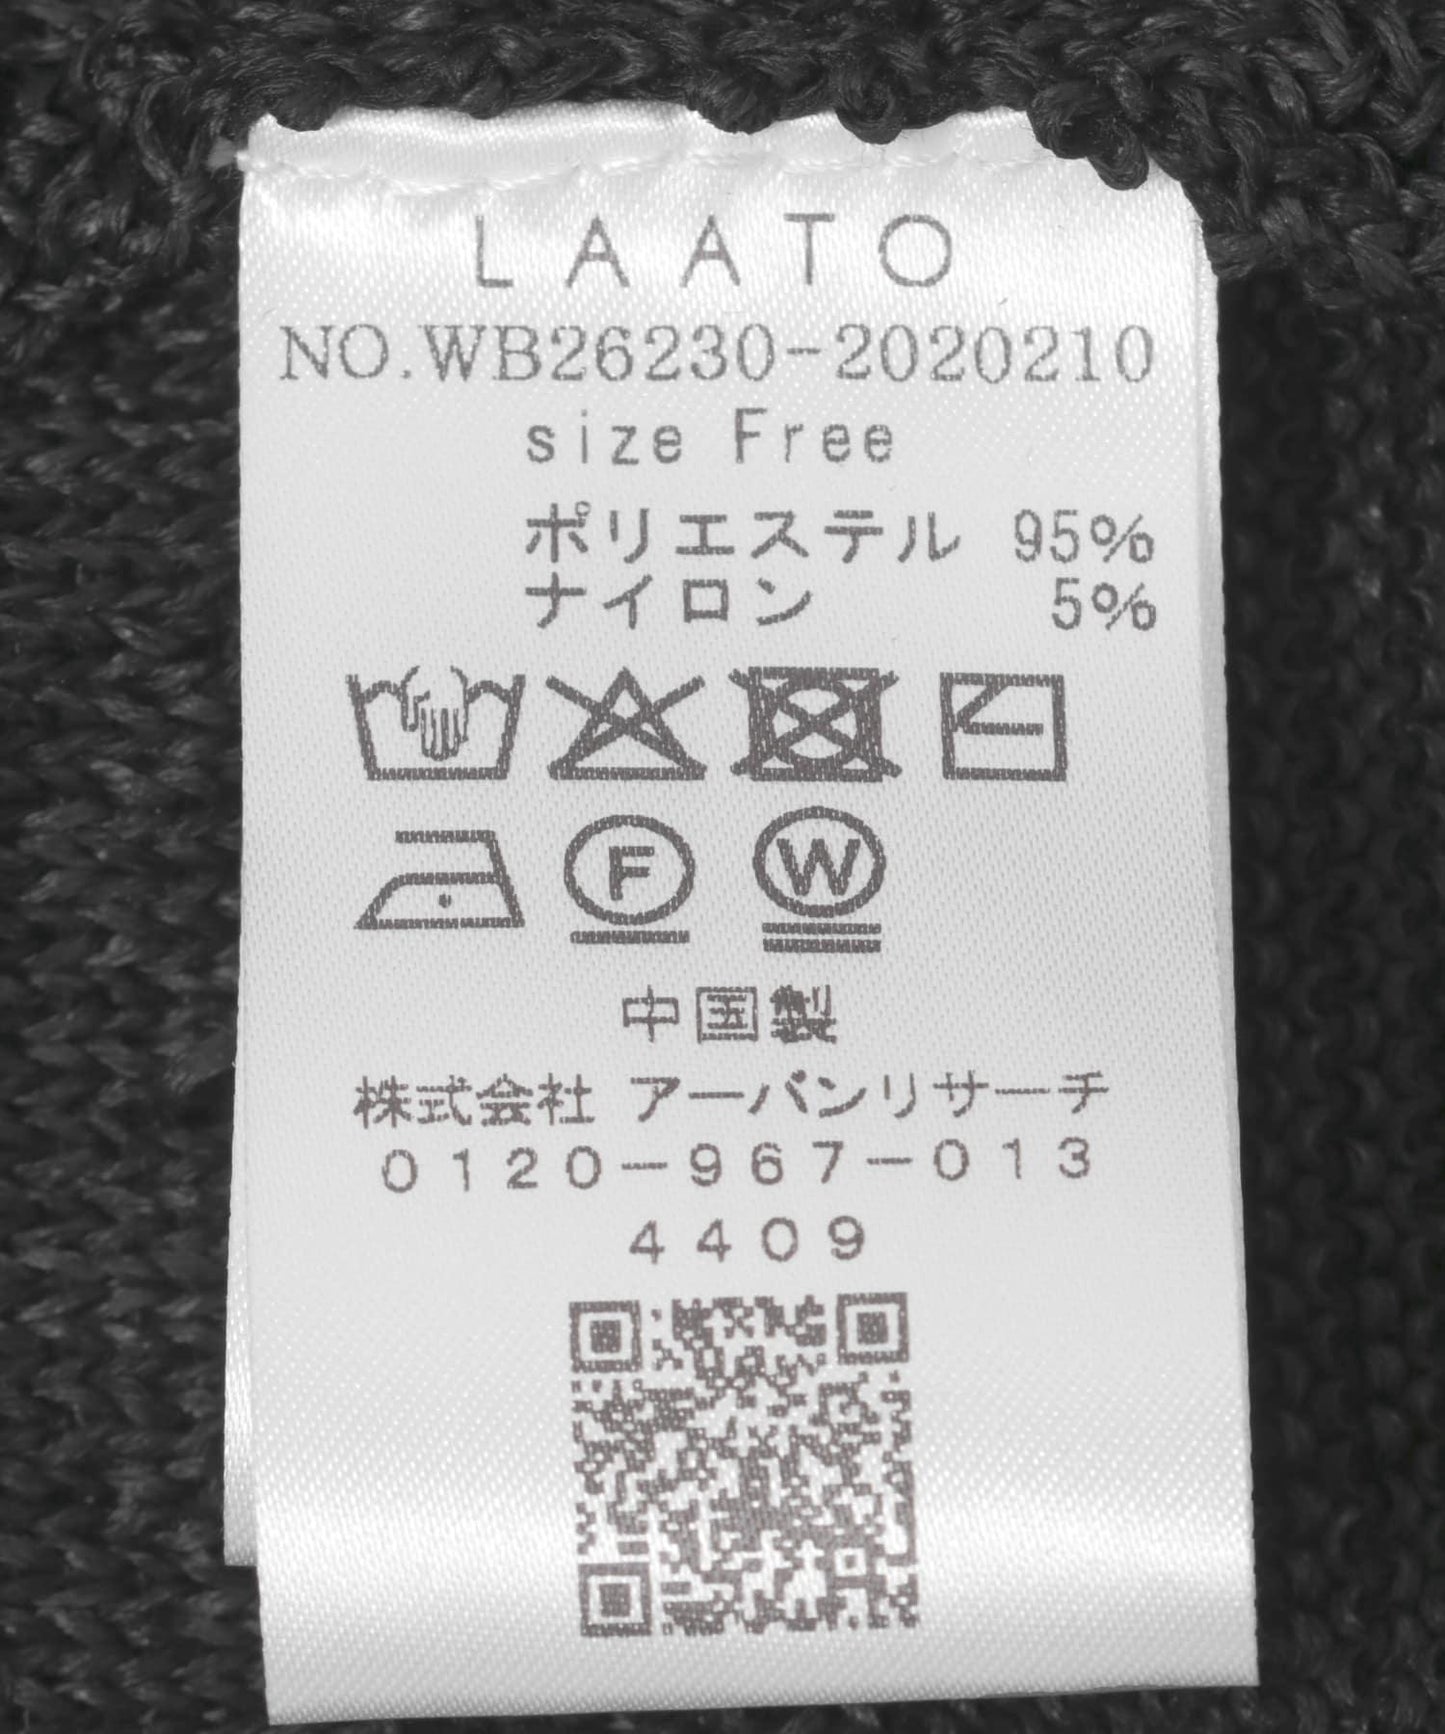 LAATO
NO.WB26230-2020210
size Free
ポリエステル 95%
ナイロン 5%
F W
中国製
株式会社 アーバンリサーチ
0120-967-013
4409